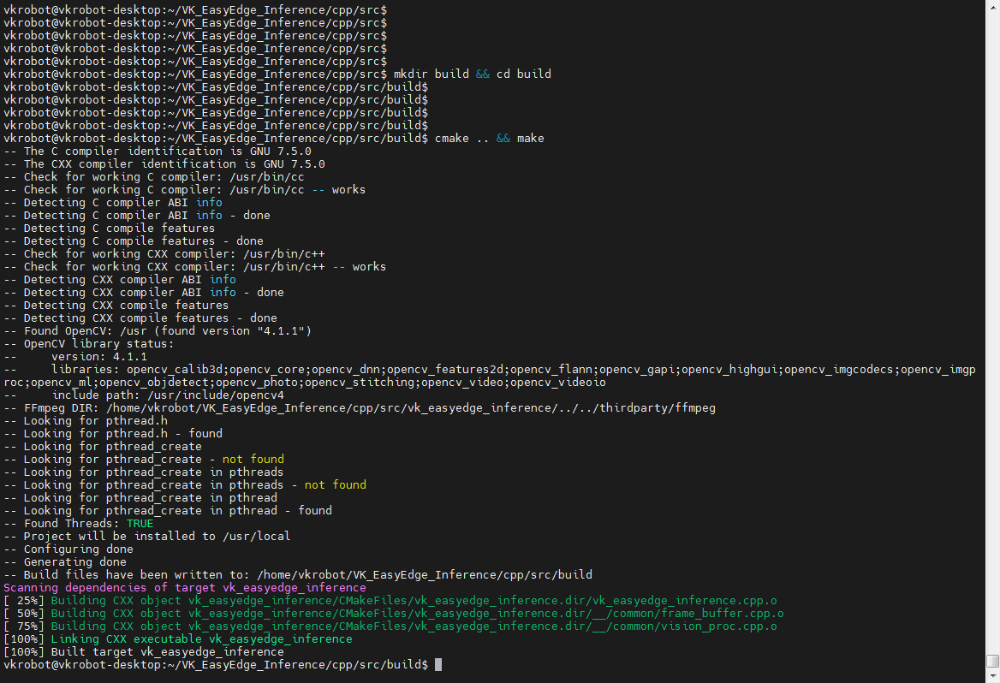 vkrobot@vkrobot-desktop:~/VK_EasyEdge_Inference/cpp/src$
vkrobot@vkrobot-desktop:~/VK_EasyEdge_Inference/cpp/src$
vkrobot@vkrobot-desktop:~/VK_EasyEdge_Inference/cpp/src$
vkrobot@vkrobot-desktop:~/VK_EasyEdge_Inference/cpp/src$
vkrobot@vkrobot-desktop:~/VK_EasyEdge_Inference/cpp/src$
vkrobot@vkrobot-desktop:~/VK_EasyEdge_Inference/cpp/src$ mkdir build && cd build
vkrobot@vkrobot-desktop:~/VK_EasyEdge_Inference/cpp/src/build$
vkrobot@vkrobot-desktop:~/VK_EasyEdge_Inference/cpp/src/build$
vkrobot@vkrobot-desktop:~/VK_EasyEdge_Inference/cpp/src/build$
vkrobot@vkrobot-desktop:~/VK_EasyEdge_Inference/cpp/src/build$
vkrobot@vkrobot-desktop:~/VK_EasyEdge_Inference/cpp/src/build$ cmake .. && make
-- The C compiler identification is GNU 7.5.0
-- The CXX compiler identification is GNU 7.5.0
-- Check for working C compiler: /usr/bin/cc
-- Check for working C compiler: /usr/bin/cc -- works
-- Detecting C compiler ABI info
-- Detecting C compiler ABI info - done
-- Detecting C compile features
-- Detecting C compile features - done
-- Check for working CXX compiler: /usr/bin/c++
-- Check for working CXX compiler: /usr/bin/c++ -- works
-- Detecting CXX compiler ABI info
-- Detecting CXX compiler ABI info - done
-- Detecting CXX compile features
-- Detecting CXX compile features - done
-- Found OpenCV: /usr (found version "4.1.1")
-- OpenCV library status:
--     version: 4.1.1
--     libraries: opencv_calib3d;opencv_core;opencv_dnn;opencv_features2d;opencv_flann;opencv_gapi;opencv_highgui;opencv_imgcodecs;opencv_imgp
roc;opencv_ml;opencv_objdetect;opencv_photo;opencv_stitching;opencv_video;opencv_videoio
--     include path: /usr/include/opencv4
-- FFmpeg DIR: /home/vkrobot/VK_EasyEdge_Inference/cpp/src/vk_easyedge_inference/../../thirdparty/ffmpeg
-- Looking for pthread.h
-- Looking for pthread.h - found
-- Looking for pthread_create
-- Looking for pthread_create - not found
-- Looking for pthread_create in pthreads
-- Looking for pthread_create in pthreads - not found
-- Looking for pthread_create in pthread
-- Looking for pthread_create in pthread - found
-- Found Threads: TRUE
-- Project will be installed to /usr/local
-- Configuring done
-- Generating done
-- Build files have been written to: /home/vkrobot/VK_EasyEdge_Inference/cpp/src/build
Scanning dependencies of target vk_easyedge_inference
[ 25%] Building CXX object vk_easyedge_inference/CMakeFiles/vk_easyedge_inference.dir/vk_easyedge_inference.cpp.o
[ 50%] Building CXX object vk_easyedge_inference/CMakeFiles/vk_easyedge_inference.dir/__/common/frame_buffer.cpp.o
[ 75%] Building CXX object vk_easyedge_inference/CMakeFiles/vk_easyedge_inference.dir/__/common/vision_proc.cpp.o
[100%] Linking CXX executable vk_easyedge_inference
[100%] Built target vk_easyedge_inference
vkrobot@vkrobot-desktop:~/VK_EasyEdge_Inference/cpp/src/build$